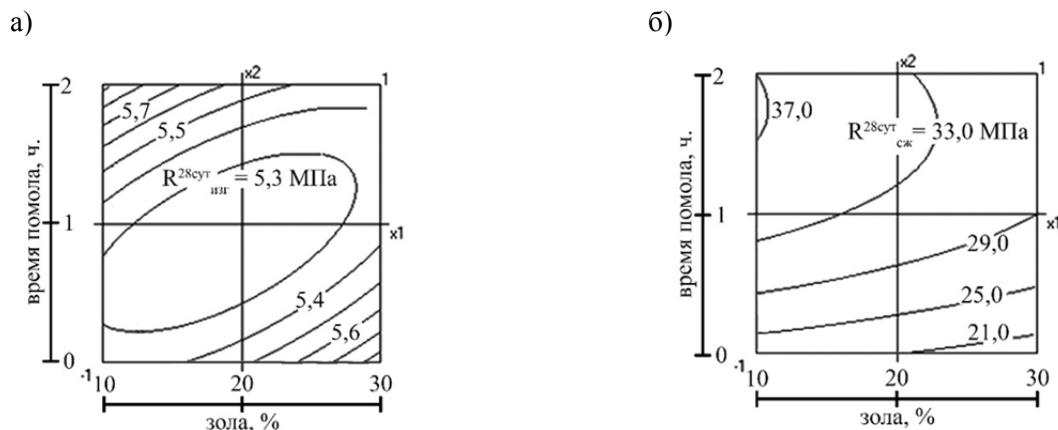 а)
x2
1
2
5,7
5,5
R28сут изг = 5,3 МПа
1
x1
5,4
5,6
0
-1
10
20
30
время помола, ч.
зола, %
б)
x2
1
2
37,0
R28сут сж = 33,0 МПа
1
x1
29,0
25,0
21,0
0
-1
10
20
30
время помола, ч.
зола, %